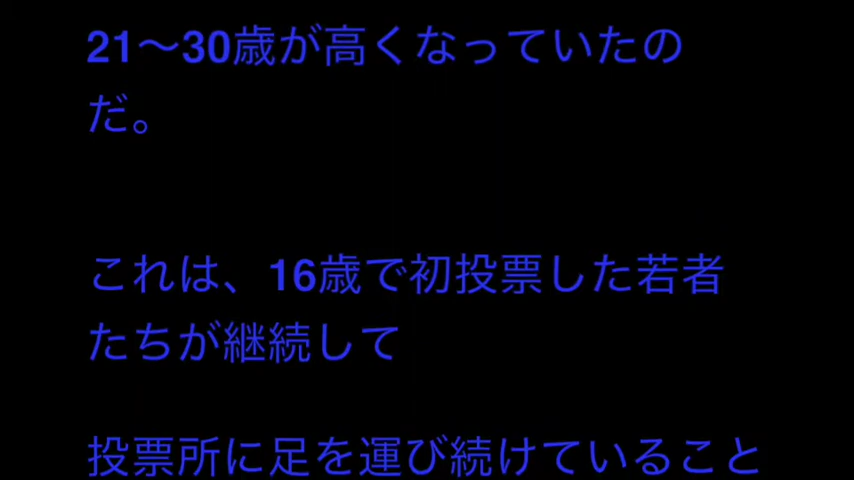 21〜30歳が高くなっていたの
だ。
これは、16歳で初投票した若者
たちが継続して
投票所に足を運び続けていること